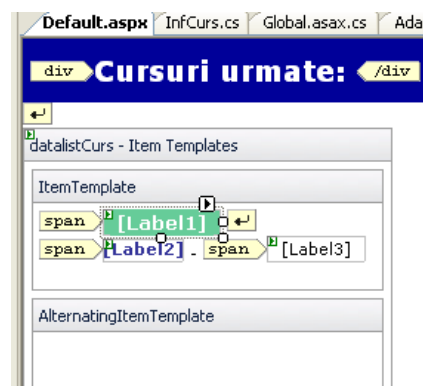 Default.aspx InfCurs.cs Global.asax.cs Ada
div Cursuri urmate: /div
datalistCurs - Item Templates
ItemTemplate
span [Label1]
span [Label2] - span [Label3]
AlternatingItemTemplate